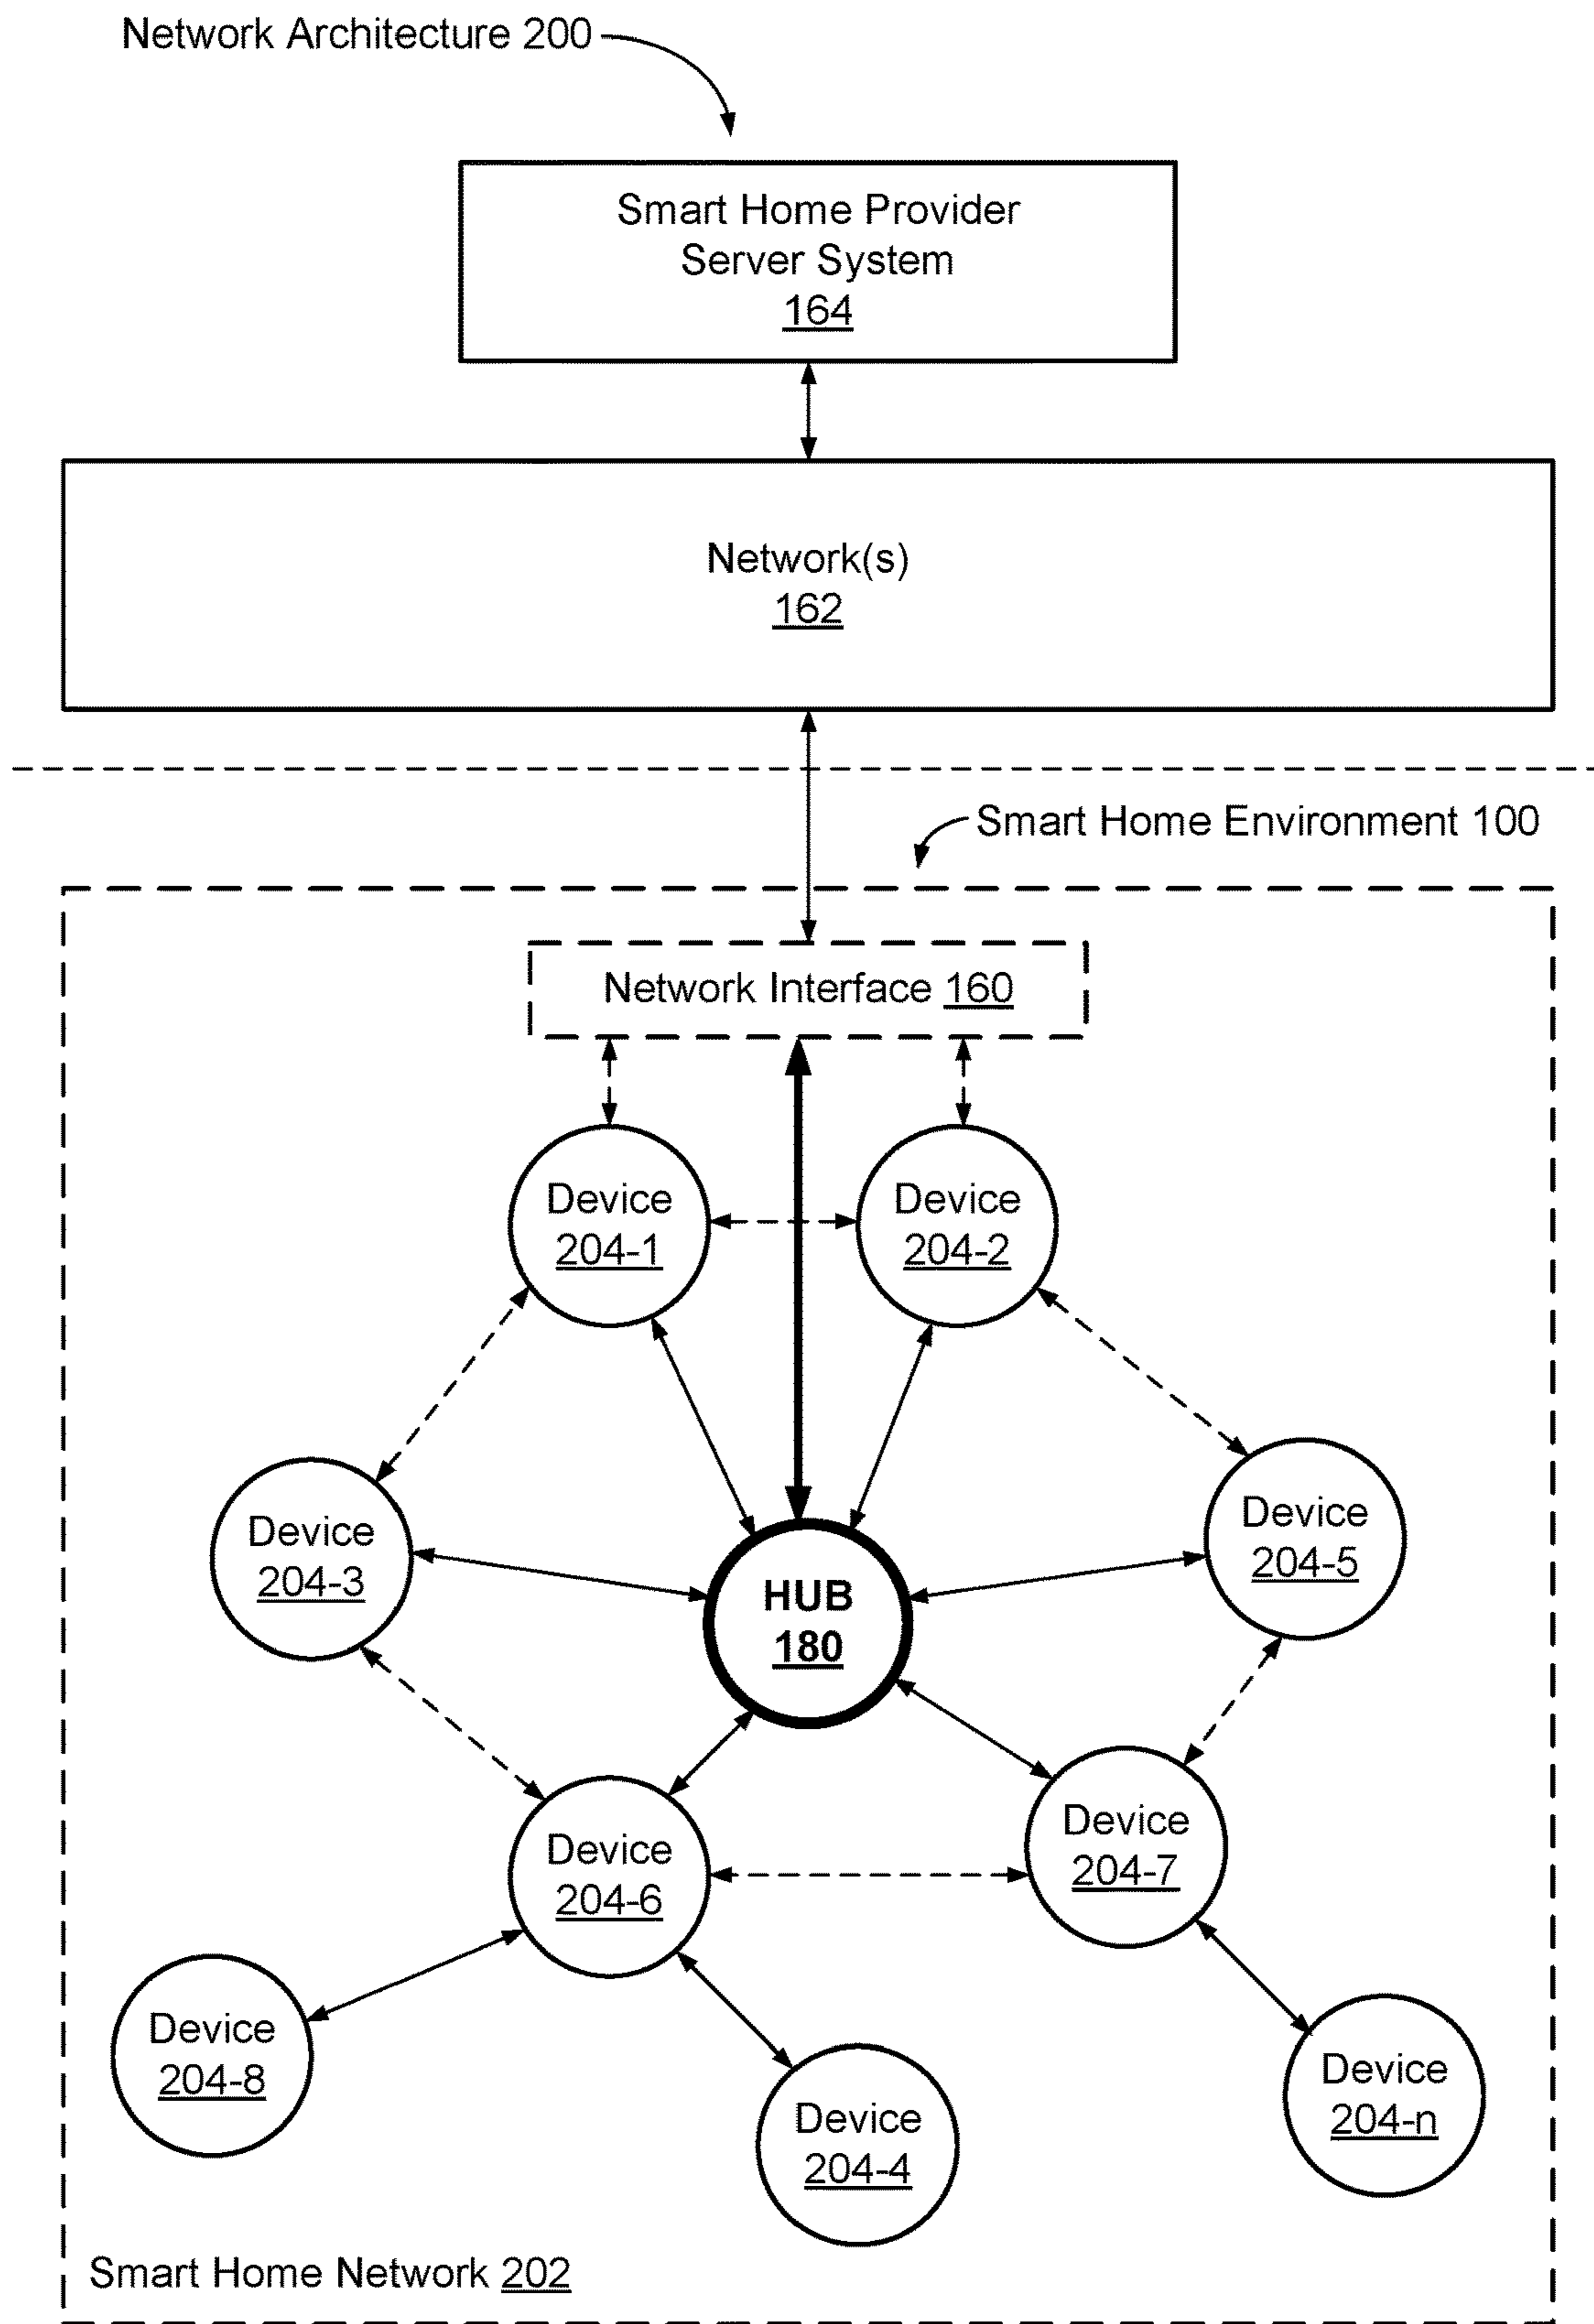 Network Architecture 200
Smart Home Provider
Server System
164
Network(s)
162
Smart Home Environment 100
Network Interface 160
Device
204-1
Device
204-2
Device
204-3
Device
204-5
HUB
180
Device
204-6
Device
204-7
Device
204-8
Device
204-4
Device
204-n
Smart Home Network 202